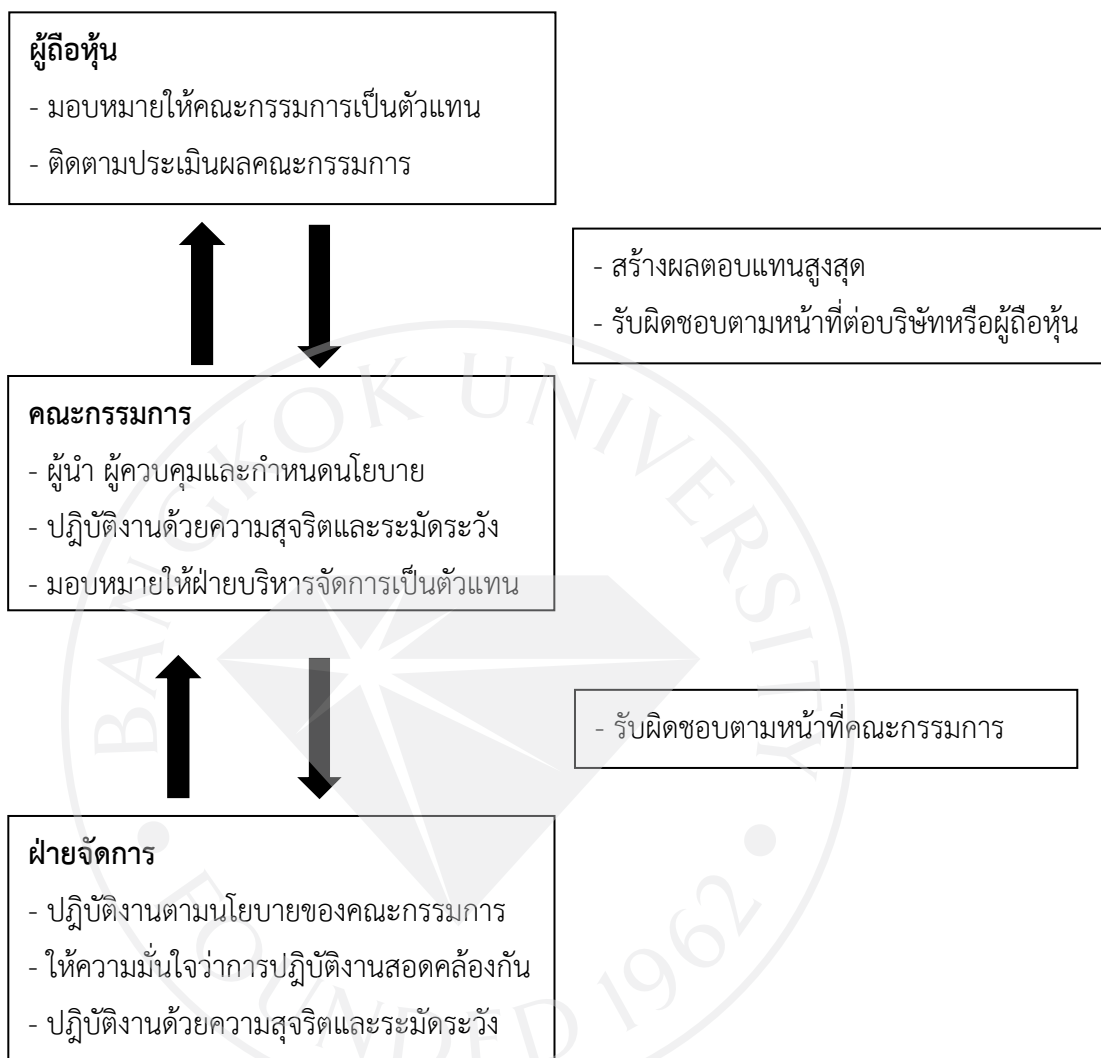 ผู้ถือหุ้น
- มอบหมายให้คณะกรรมการเป็นตัวแทน
- ติดตามประเมินผลคณะกรรมการ
- สร้างผลตอบแทนสูงสุด
- รับผิดชอบตามหน้าที่ต่อบริษัทหรือผู้ถือหุ้น
คณะกรรมการ
- ผู้นำ ผู้ควบคุมและกำหนดนโยบาย
- ปฎิบัติงานด้วยความสุจริตและระมัดระวัง
- มอบหมายให้ฝ่ายบริหารจัดการเป็นตัวแทน
- รับผิดชอบตามหน้าที่คณะกรรมการ
ฝ่ายจัดการ
- ปฎิบัติงานตามนโยบายของคณะกรรมการ
- ให้ความมั่นใจว่าการปฎิบัติงานสอดคล้องกัน
- ปฎิบัติงานด้วยความสุจริตและระมัดระวัง
BANGKOK UNIVERSITY
FOUNDED 1962